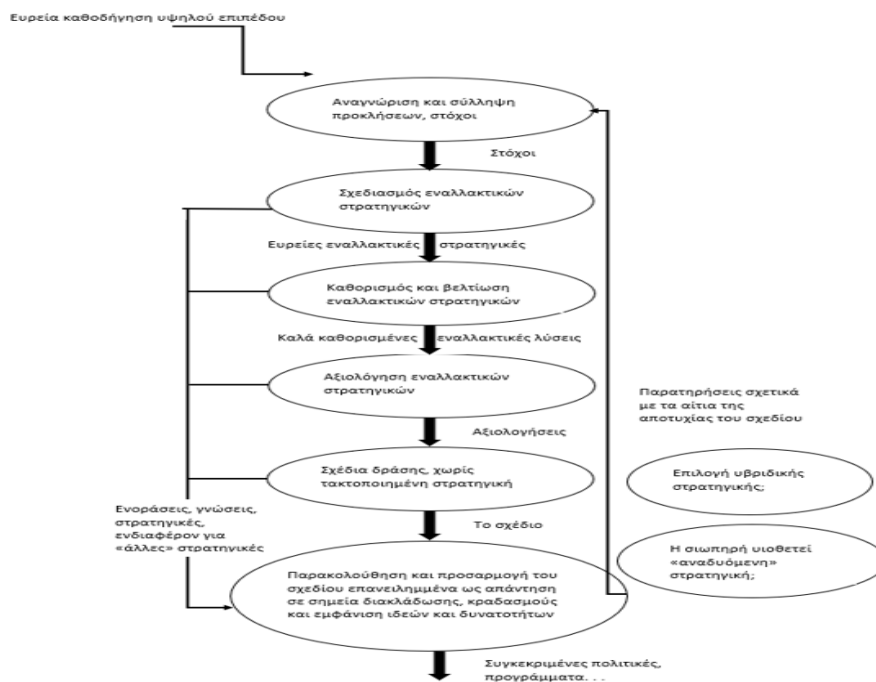 Ευρεία καθοδήγηση υψηλού επιπέδου
Αναγνώριση και σύλληψη
προκλήσεων, στόχοι
Στόχοι
Σχεδιασμός εναλλακτικών
στρατηγικών
Ευρείες εναλλακτικές στρατηγικές
Καθορισμός και βελτίωση
εναλλακτικών στρατηγικών
Καλά καθορισμένες εναλλακτικές λύσεις
Αξιολόγηση εναλλακτικών
στρατηγικών
Αξιολογήσεις
Σχέδια δράσης, χωρίς
τακτοποιημένη στρατηγική
Το σχέδιο
Παρατηρήσεις σχετικά
με τα αίτια της
αποτυχίας του σχεδίου
Επιλογή υβριδικής
στρατηγικής;
Η σιωπηρή υιοθετεί
«αναδυόμενη»
στρατηγική;
Ενοράσεις, γνώσεις,
στρατηγικές,
ενδιαφέρον για
«άλλες» στρατηγικές
Παρακολούθηση και προσαρμογή του
σχεδίου επανειλημμένα ως απάντηση
σε σημεία διακλάδωσης, κραδασμούς
και εμφάνιση ιδεών και δυνατοτήτων
Συγκεκριμένες πολιτικές,
προγράμματα. . .